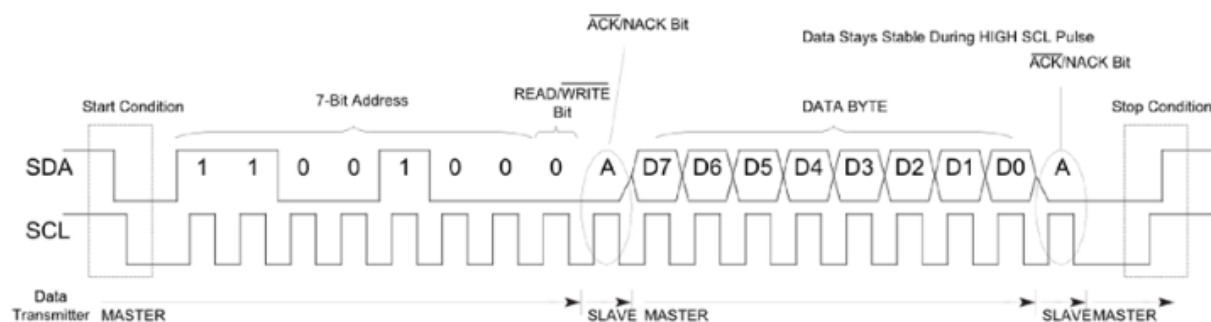 ACK/NACK Bit
Data Stays Stable During HIGH SCL Pulse
ACK/NACK Bit
Start Condition
7-Bit Address
READ/WRITE
Bit
DATA BYTE
Stop Condition
SDA 1 1 0 0 1 0 0 0 A D7 D6 D5 D4 D3 D2 D1 D0 A
SCL
Data
Transmitter MASTER SLAVE MASTER SLAVE MASTER